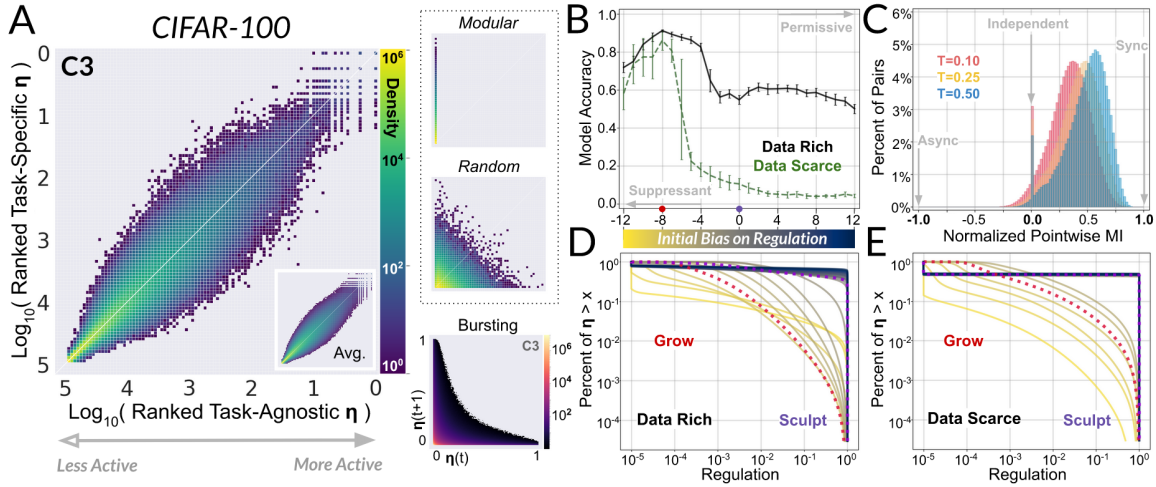 A
CIFAR-100
C3
Log10( Ranked Task-Specific η )
0
1
2
3
4
5
5
4
3
2
1
0
Log10( Ranked Task-Agnostic η )
Less Active
More Active
Avg.
10^6
Density
10^4
10^2
10^0
Modular
Random
Bursting
C3
η(t+1)
1
0
0
1
η(t)
10^6
10^4
10^2
B
Model Accuracy
1.0
0.8
0.6
0.4
0.2
0.0
Permissive
Data Rich
Data Scarce
Suppressant
-12
-8
-4
0
4
8
12
Initial Bias on Regulation
C
Percent of Pairs
6%
5%
4%
3%
2%
1%
0%
Independent
Sync
T=0.10
T=0.25
T=0.50
Async
-1.0
0.0
0.5
1.0
Normalized Pointwise MI
D
Percent of η > x
10^0
10^-1
10^-2
10^-3
10^-4
Grow
Data Rich
Sculpt
10^-5
10^-4
10^-3
10^-2
10^-1
10^0
Regulation
E
Percent of η > x
10^0
10^-1
10^-2
10^-3
10^-4
Grow
Data Scarce
Sculpt
10^-5
10^-4
10^-3
10^-2
10^-1
10^0
Regulation